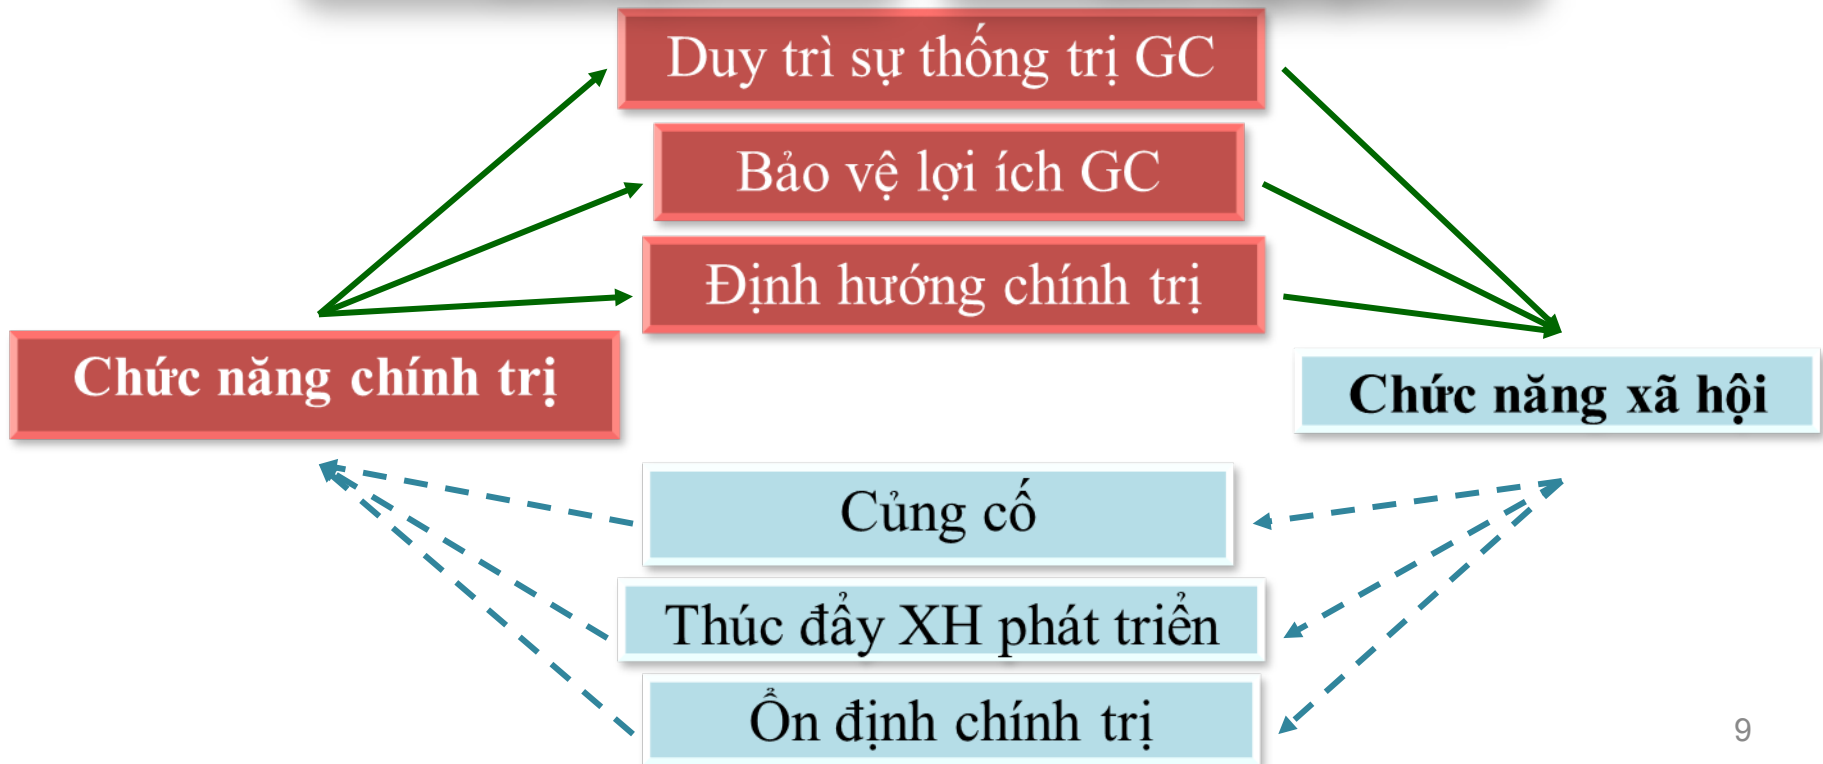 Duy trì sự thống trị GC
Bảo vệ lợi ích GC
Định hướng chính trị
Chức năng chính trị
Chức năng xã hội
Củng cố
Thúc đẩy XH phát triển
Ổn định chính trị
9